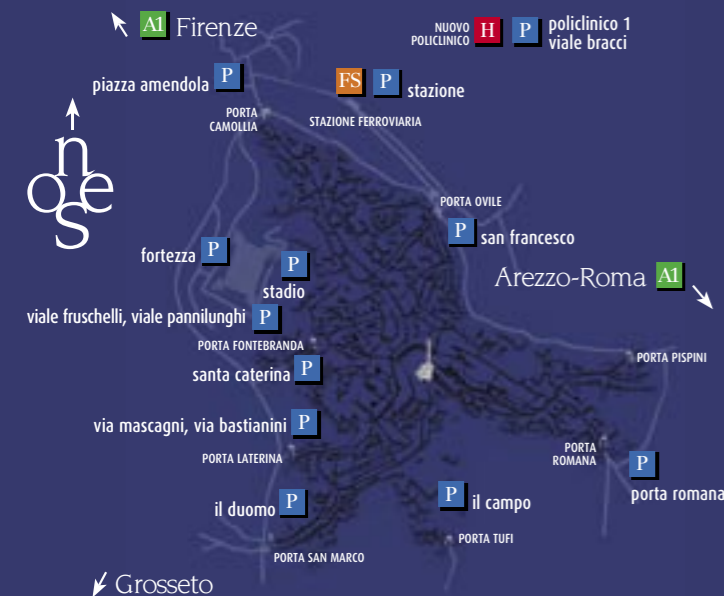 A1 Firenze
NUOVO
POLICLINICO H P policlinico 1
viale bracci
piazza amendola P
FS P stazione
PORTA
CAMOLLIA
STAZIONE FERROVIARIA
n
o e
s
PORTA OVILE
P san francesco
fortezza P
P
stadio
Arezzo-Roma A1
viale fruschelli, viale pannilunghi P
PORTA FONTEBRANDA
PORTA PISPINI
santa caterina P
via mascagni, via bastianini P
PORTA LATERINA
PORTA
ROMANA
P
porta romana
il duomo P
P il campo
PORTA TUFI
PORTA SAN MARCO
Grosseto